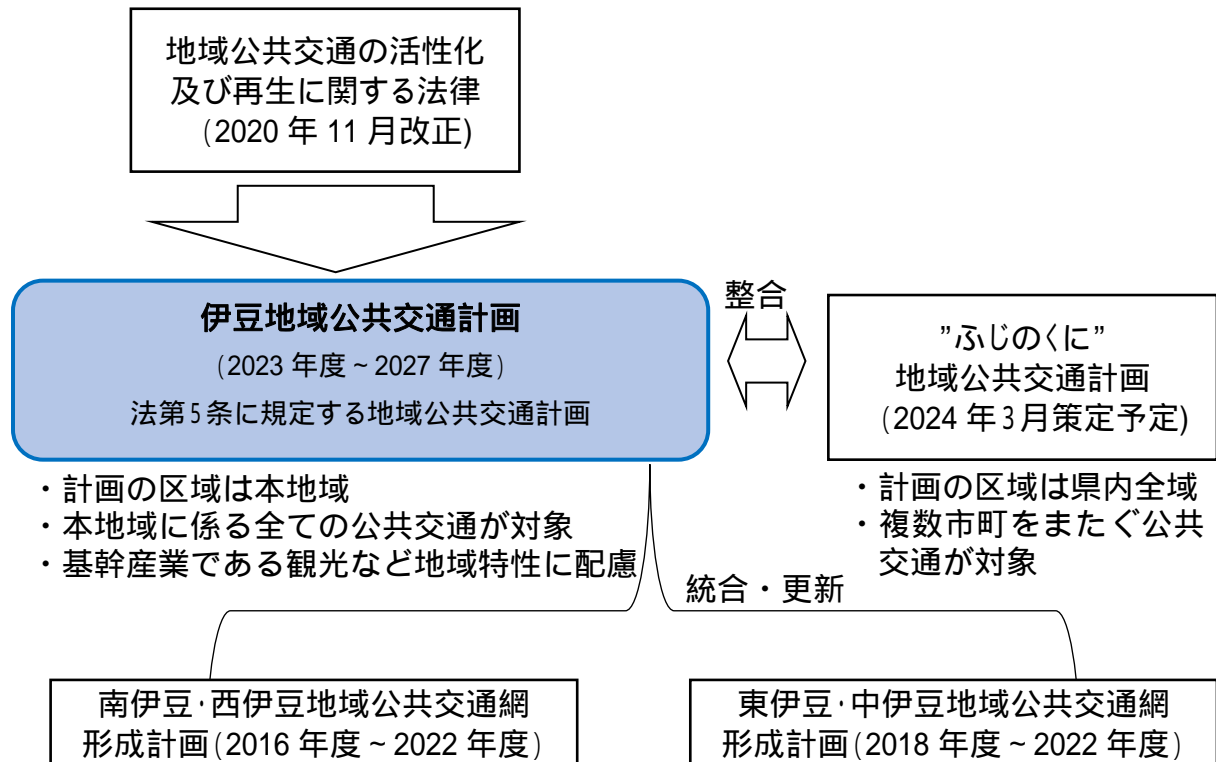 地域公共交通の活性化
及び再生に関する法律
(2020 年 11 月改正)
伊豆地域公共交通計画
(2023 年度 ~ 2027 年度)
法第5条に規定する地域公共交通計画
整合
”ふじのくに”
地域公共交通計画
(2024 年3月策定予定)
・計画の区域は本地域
・本地域に係る全ての公共交通が対象
・基幹産業である観光など地域特性に配慮
・計画の区域は県内全域
・複数市町をまたぐ公共
交通が対象
統合・更新
南伊豆・西伊豆地域公共交通網
形成計画(2016 年度 ~ 2022 年度)
東伊豆・中伊豆地域公共交通網
形成計画(2018 年度 ~ 2022 年度)